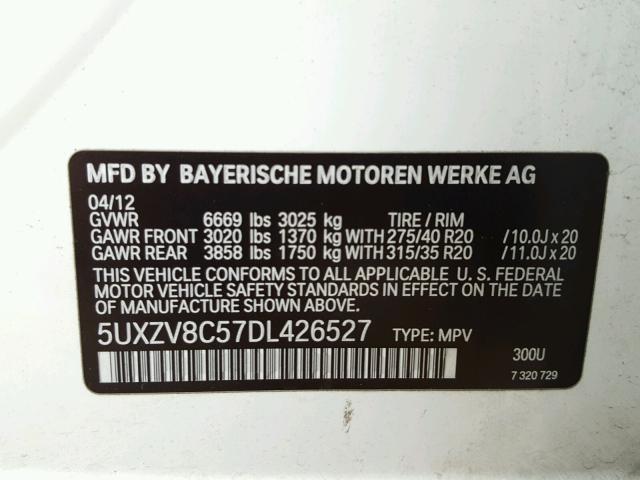 MFD BY BAYERISCHE MOTOREN WERKE AG
04/12
GVWR 6669 lbs 3025 kg TIRE / RIM
GAWR FRONT 3020 lbs 1370 kg WITH 275/40 R20 /10.0J x 20
GAWR REAR 3858 lbs 1750 kg WITH 315/35 R20 /11.0J x 20
THIS VEHICLE CONFORMS TO ALL APPLICABLE U. S. FEDERAL
MOTOR VEHICLE SAFETY STANDARDS IN EFFECT ON THE DATE
OF MANUFACTURE SHOWN ABOVE.
5UXZV8C57DL426527 TYPE: MPV
300U
7 320 729